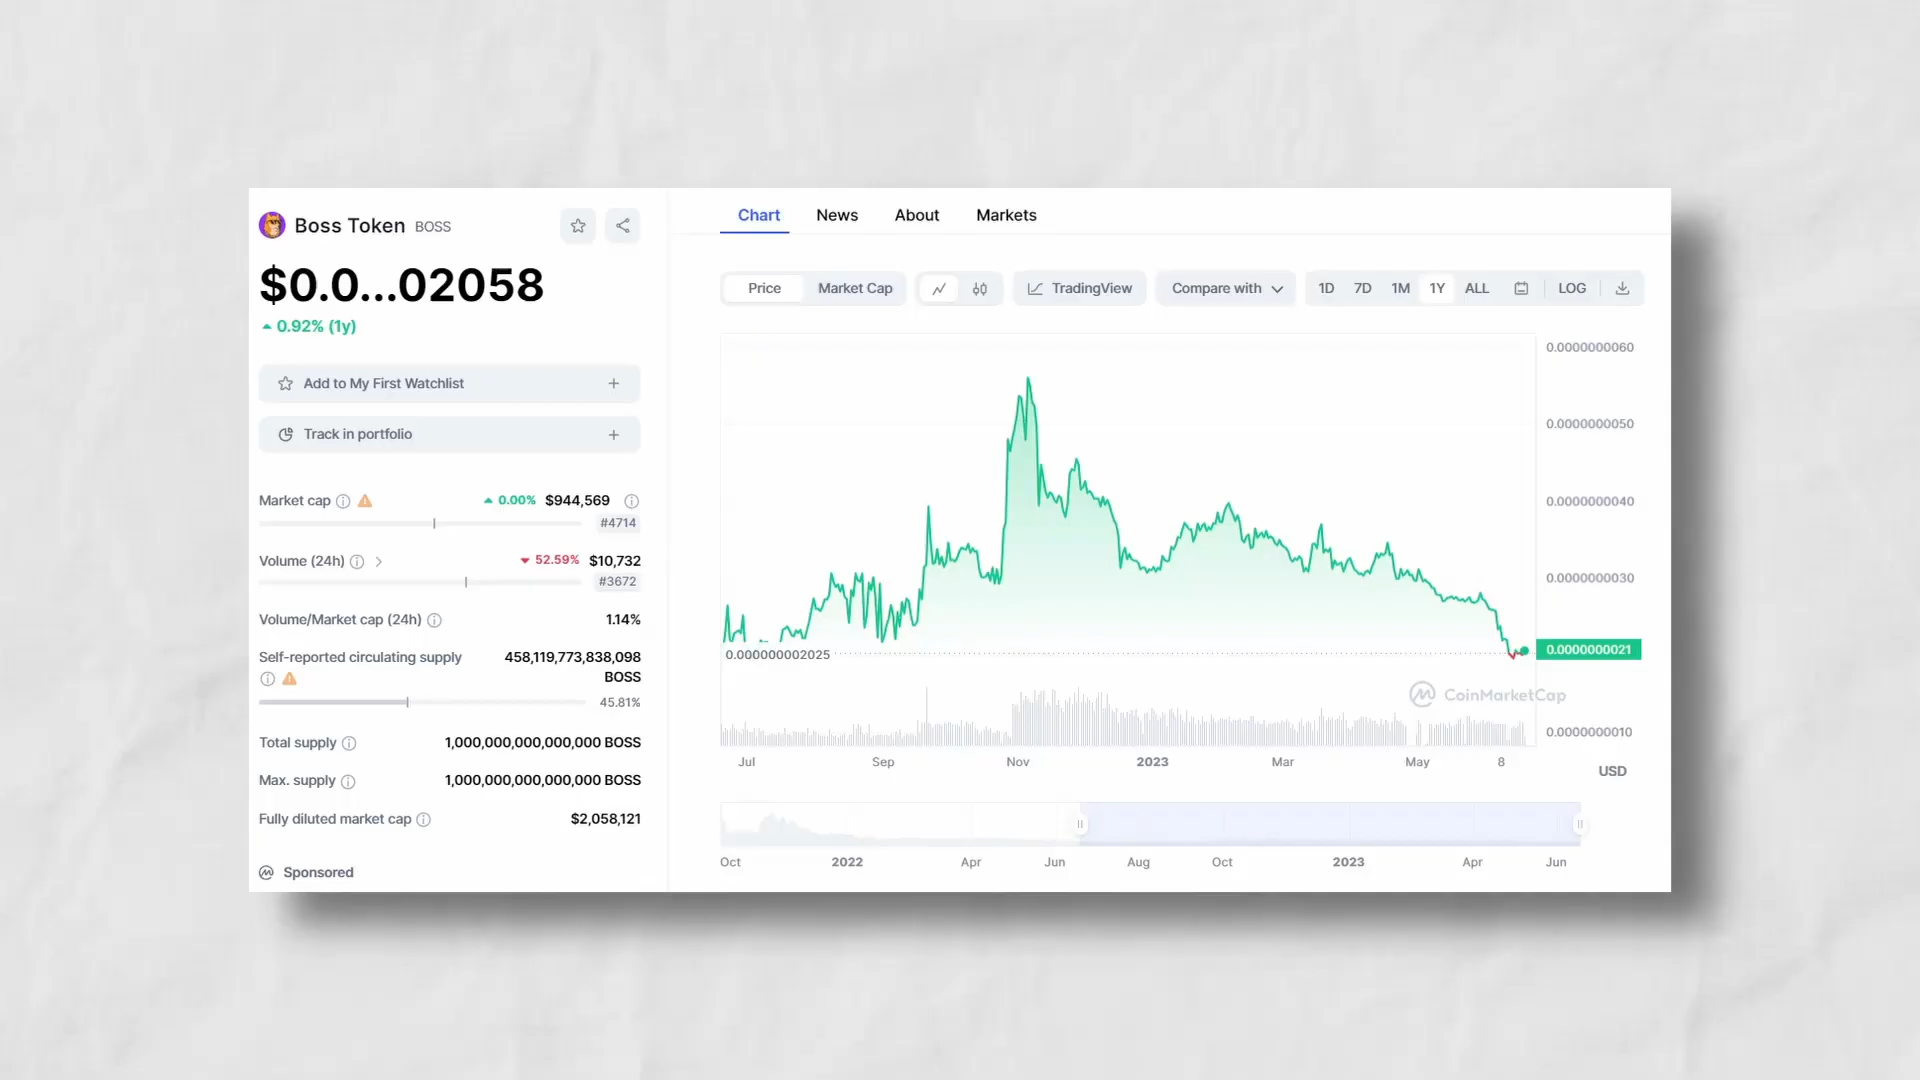 Boss Token BOSS
$0.0...02058
0.92% (1y)
Add to My First Watchlist
Track in portfolio
Market cap 0.00% $944,569
#4714
Volume (24h) 52.59% $10,732
#3672
Volume/Market cap (24h) 1.14%
Self-reported circulating supply 458,119,773,838,098
BOSS
45.81%
Total supply 1,000,000,000,000,000 BOSS
Max. supply 1,000,000,000,000,000 BOSS
Fully diluted market cap $2,058,121
Sponsored
Chart News About Markets
Price Market Cap TradingView Compare with 1D 7D 1M 1Y ALL LOG
0.0000000060
0.0000000050
0.0000000040
0.0000000030
0.0000000021
0.000000002025
CoinMarketCap
0.0000000010
Jul Sep Nov 2023 Mar May 8
USD
Oct 2022 Apr Jun Aug Oct 2023 Apr Jun